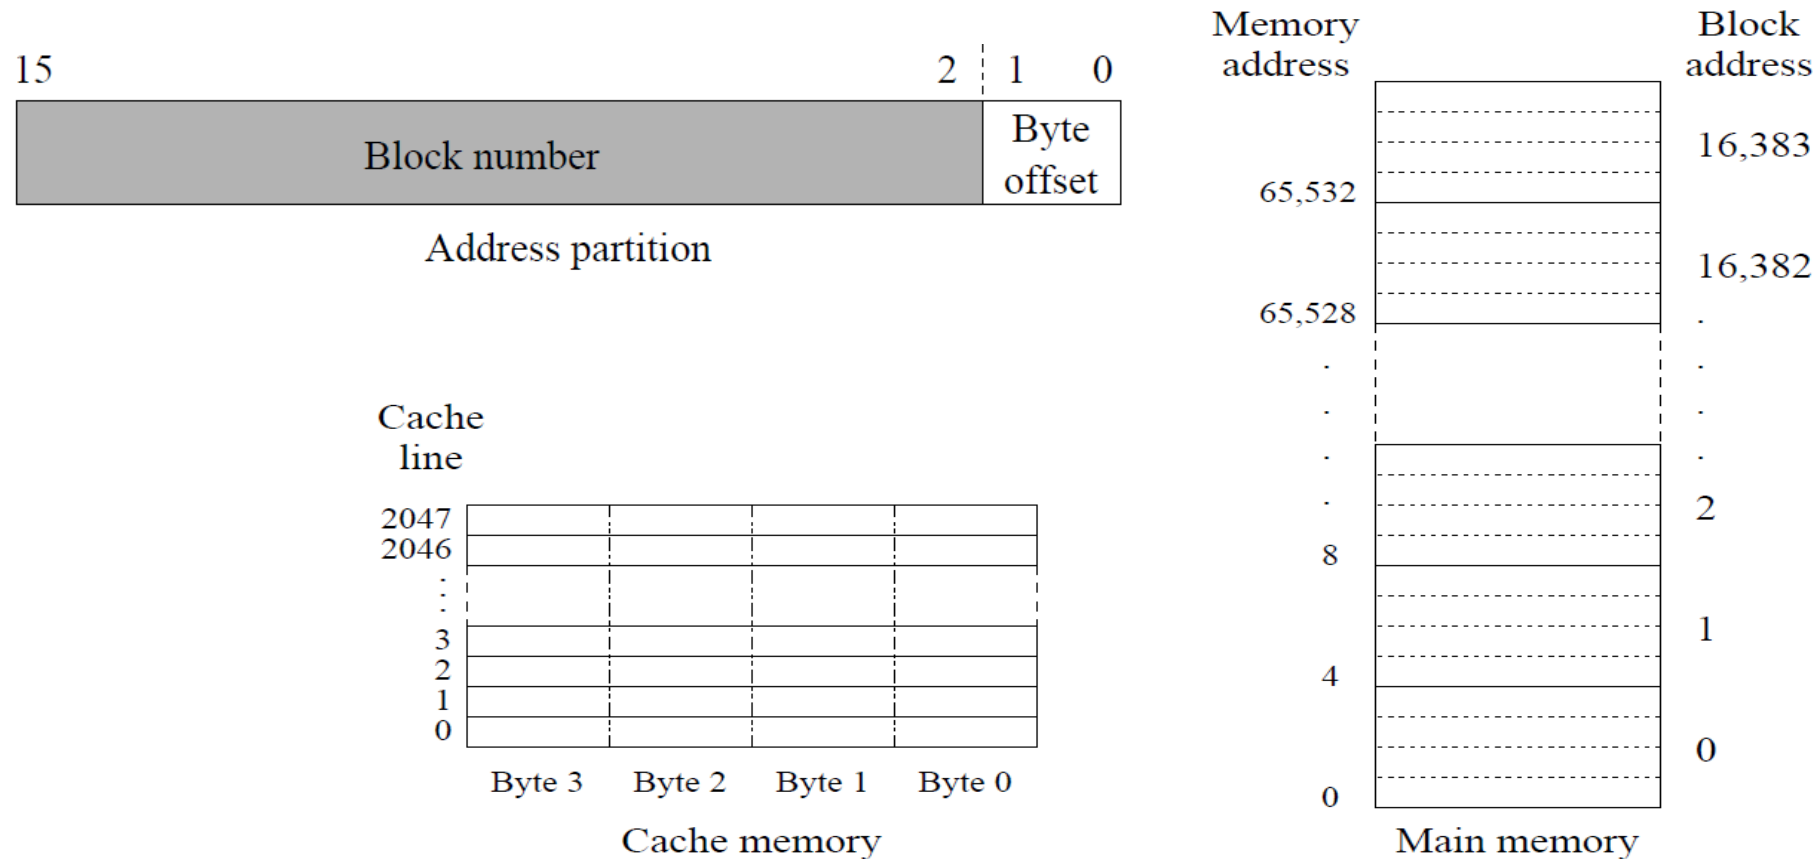 15 2 1 0
Block number
Byte
offset
Address partition
Cache
line
2047
2046
.
.
.
3
2
1
0
Byte 3 Byte 2 Byte 1 Byte 0
Cache memory
Memory
address
65,532
65,528
.
.
.
.
8
4
0
Block
address
16,383
16,382
.
.
.
.
2
1
0
Main memory